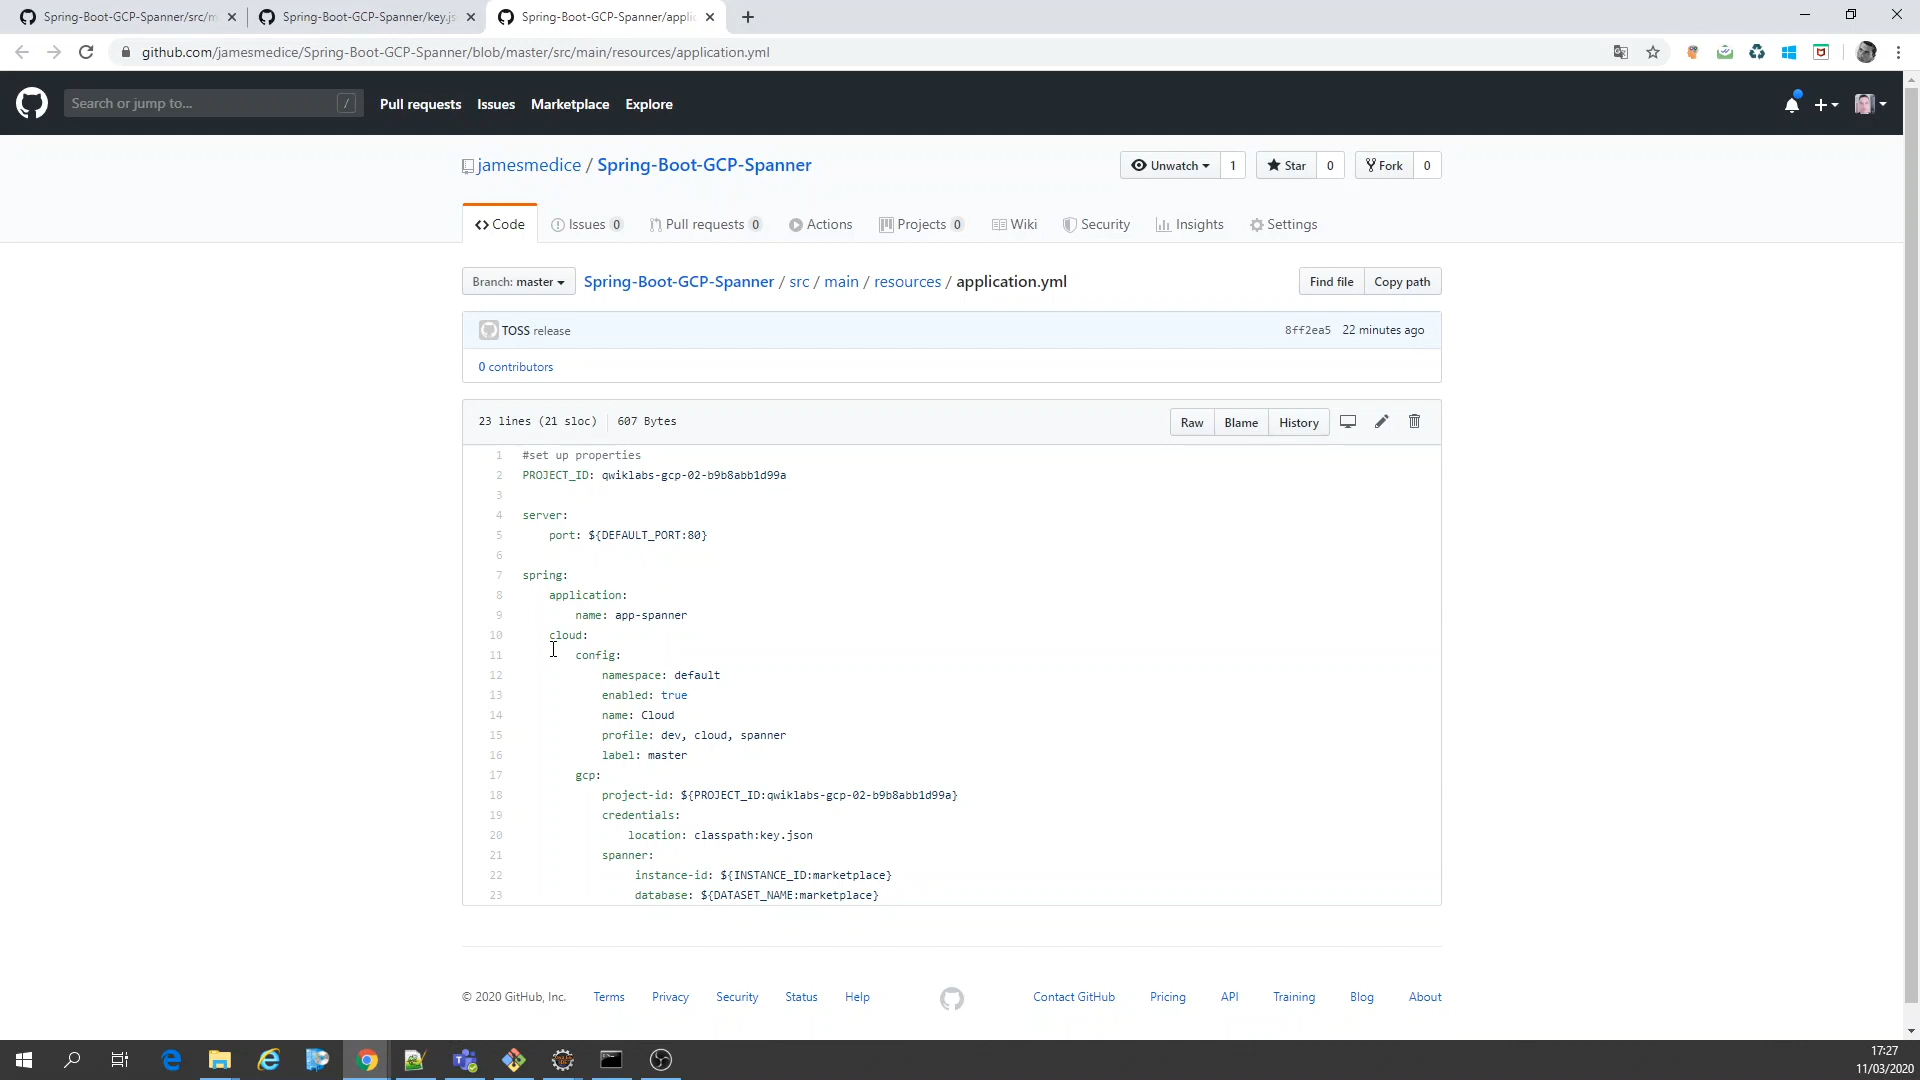 Spring-Boot-GCP-Spanner/src/m
Spring-Boot-GCP-Spanner/key.js
Spring-Boot-GCP-Spanner/applic
github.com/jamesmedice/Spring-Boot-GCP-Spanner/blob/master/src/main/resources/application.yml
Search or jump to...
/
Pull requests Issues Marketplace Explore
jamesmedice / Spring-Boot-GCP-Spanner
Unwatch 1 Star 0 Fork 0
Code Issues 0 Pull requests 0 Actions Projects 0 Wiki Security Insights Settings
Branch: master Spring-Boot-GCP-Spanner / src / main / resources / application.yml Find file Copy path
TOSS release 8ff2ea5 22 minutes ago
0 contributors
23 lines (21 sloc) 607 Bytes Raw Blame History
1 #set up properties
2 PROJECT_ID: qwiklabs-gcp-02-b9b8abb1d99a
3
4 server:
5 port: ${DEFAULT_PORT:80}
6
7 spring:
8 application:
9 name: app-spanner
10 cloud:
11 config:
12 namespace: default
13 enabled: true
14 name: Cloud
15 profile: dev, cloud, spanner
16 label: master
17 gcp:
18 project-id: ${PROJECT_ID:qwiklabs-gcp-02-b9b8abb1d99a}
19 credentials:
20 location: classpath:key.json
21 spanner:
22 instance-id: ${INSTANCE_ID:marketplace}
23 database: ${DATASET_NAME:marketplace}
© 2020 GitHub, Inc. Terms Privacy Security Status Help Contact GitHub Pricing API Training Blog About
17:27
11/03/2020